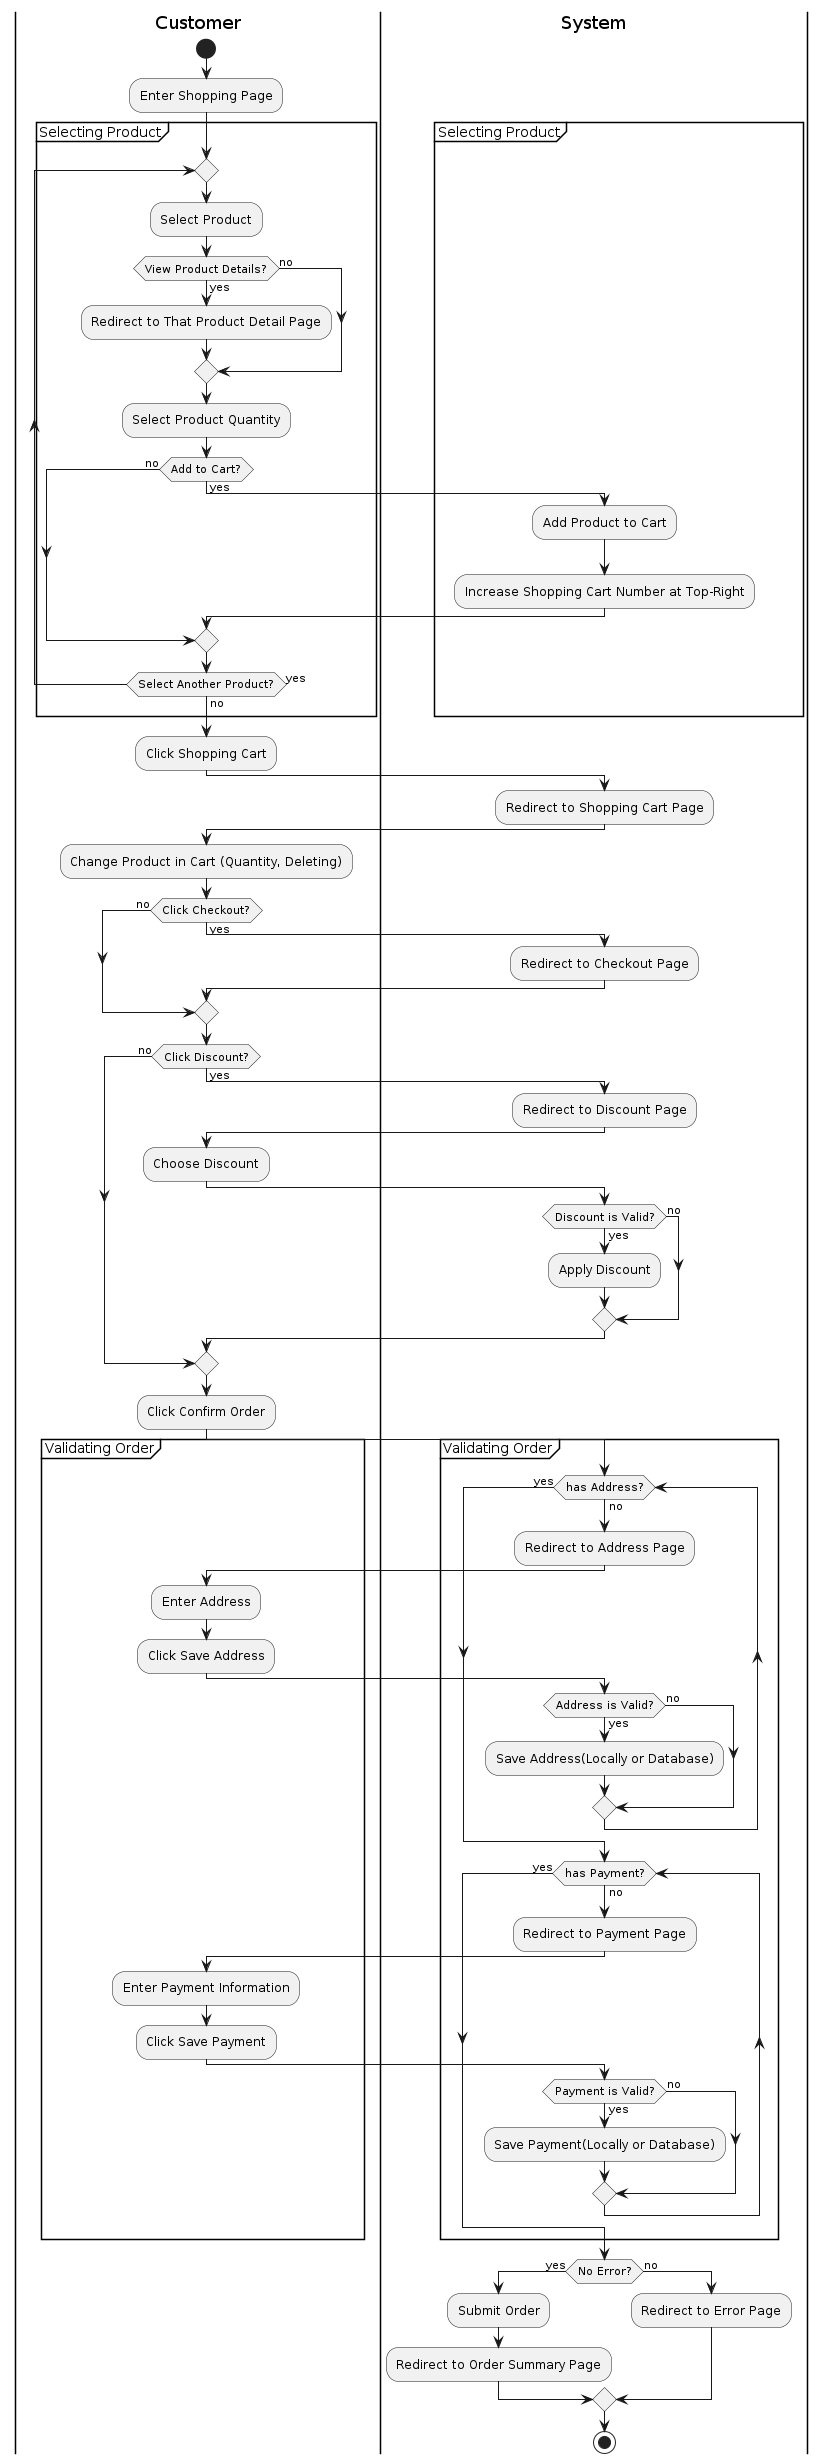 Customer
System
Enter Shopping Page
Selecting Product
Selecting Product
Select Product
View Product Details?
no
yes
Redirect to That Product Detail Page
Select Product Quantity
no
Add to Cart?
yes
Add Product to Cart
Increase Shopping Cart Number at Top-Right
Select Another Product?
yes
no
Click Shopping Cart
Redirect to Shopping Cart Page
Change Product in Cart (Quantity, Deleting)
no
Click Checkout?
yes
Redirect to Checkout Page
no
Click Discount?
yes
Redirect to Discount Page
Choose Discount
Discount is Valid?
no
yes
Apply Discount
Click Confirm Order
Validating Order
Validating Order
yes
has Address?
no
Redirect to Address Page
Enter Address
Click Save Address
Address is Valid?
no
yes
Save Address(Locally or Database)
yes
has Payment?
no
Redirect to Payment Page
Enter Payment Information
Click Save Payment
Payment is Valid?
no
yes
Save Payment(Locally or Database)
yes
No Error?
no
Submit Order
Redirect to Error Page
Redirect to Order Summary Page